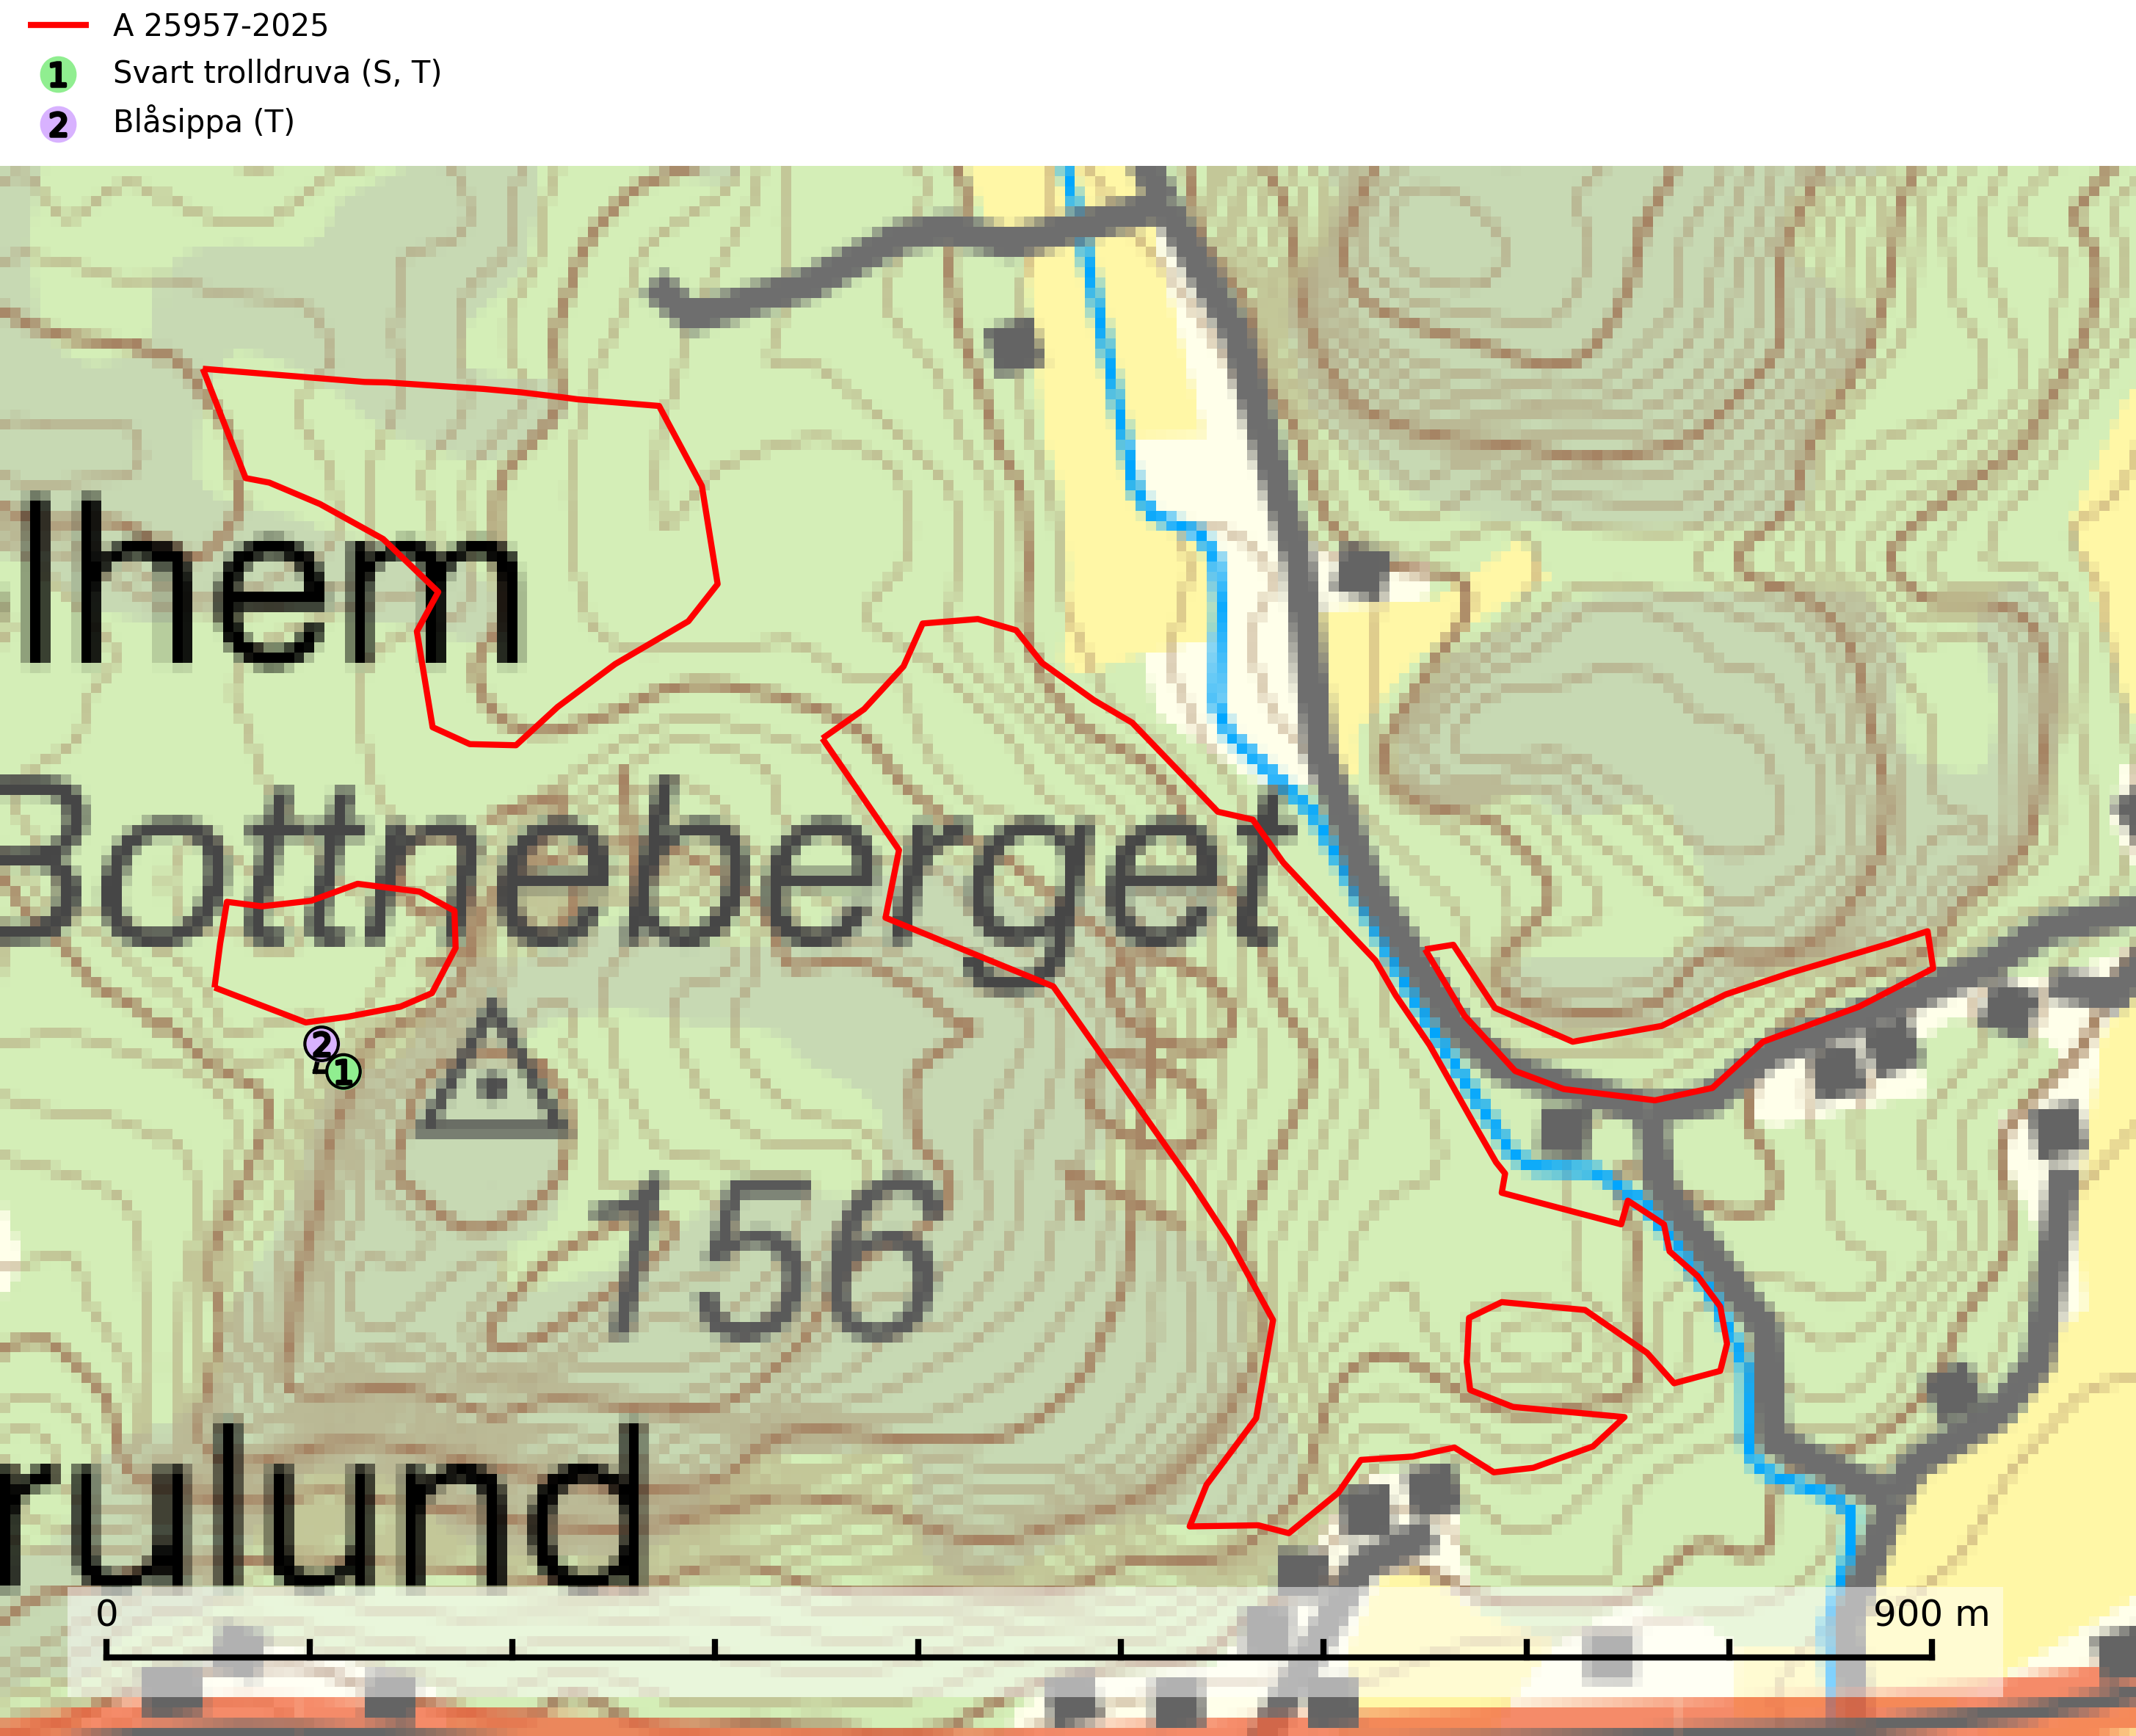 A 25957-2025
1 Svart trolldruva (S, T)
2 Blåsippa (T)
lhem
Bottneberget
2
1
156
rulund
0 900 m